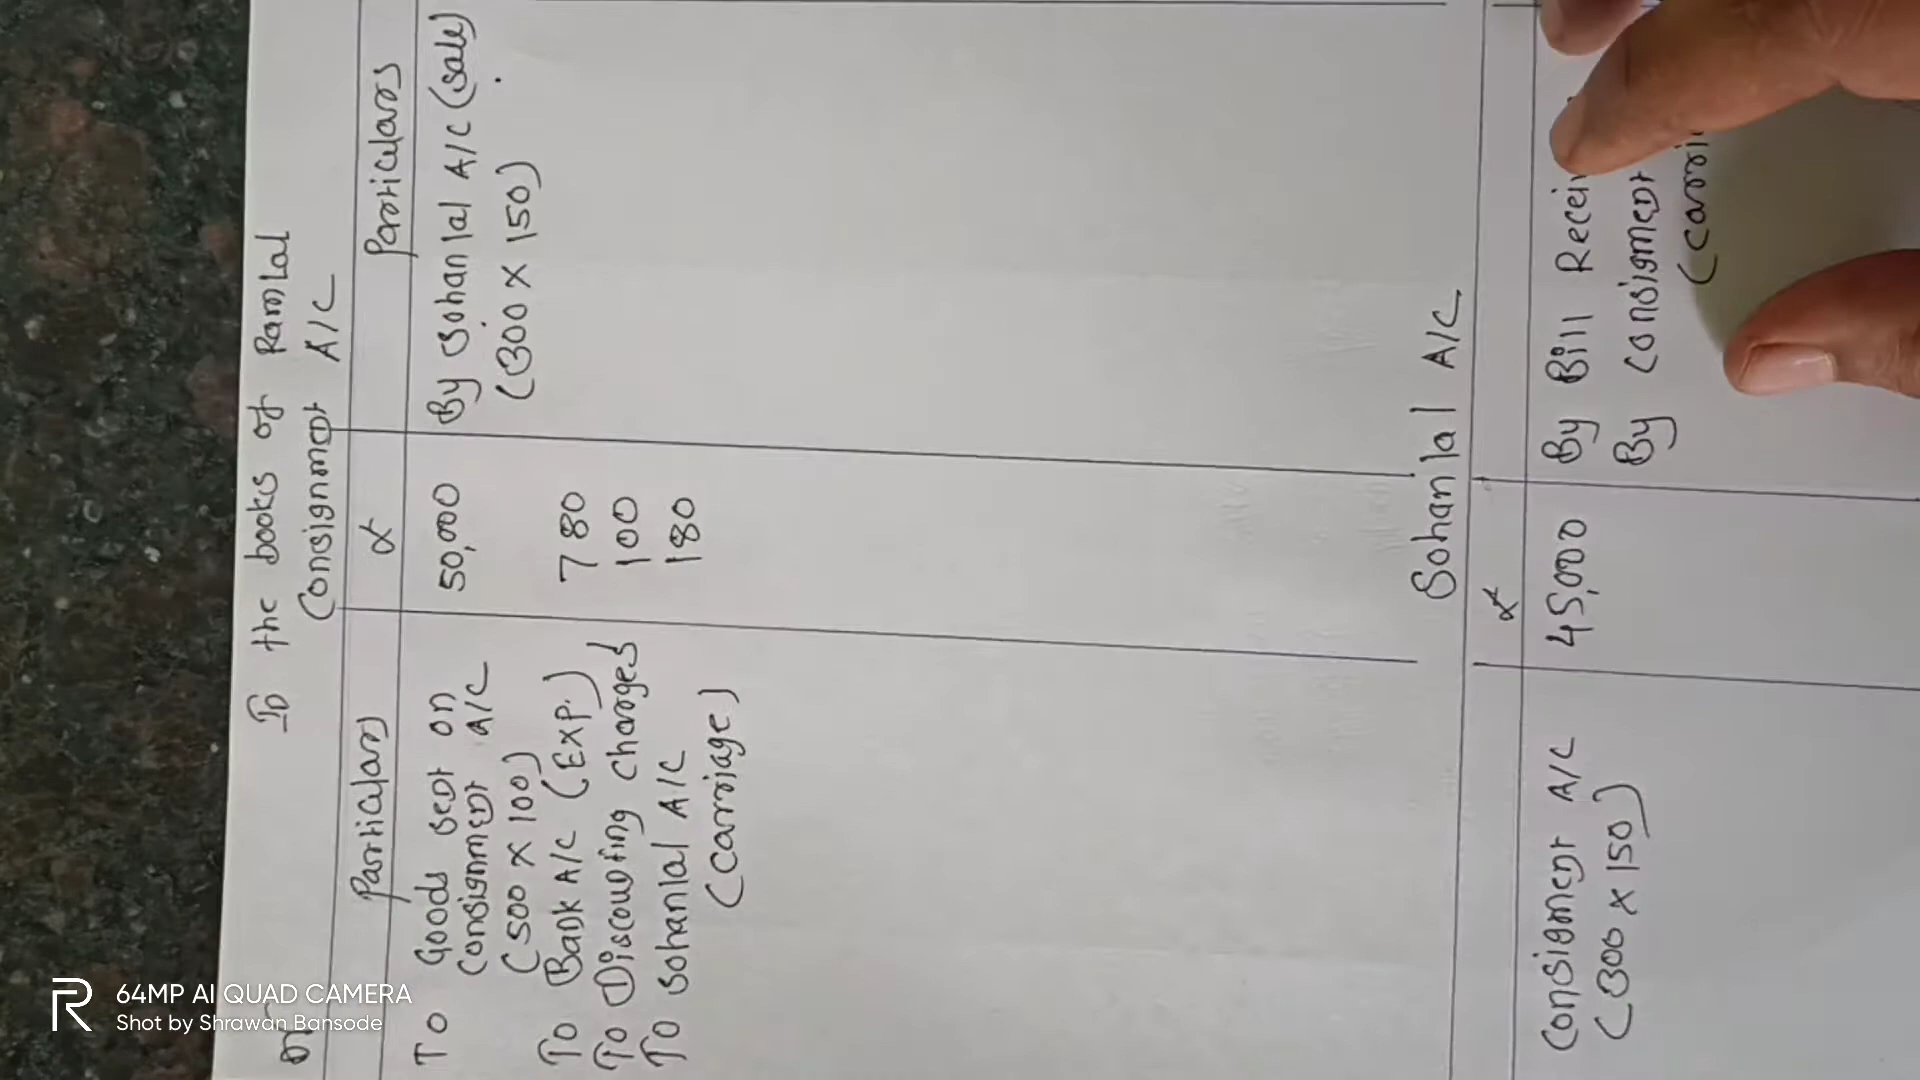 In the books of Ramlal
Consignment A/C
Dr
Particulars ₹ Particulars
To Goods sent on 50,000 By Sohanlal A/C (sale)
consignment A/C (300 x 150)
(500 x 100)
To Bank A/C (Exp.) 780
To Discounting charges 100
To Sohanlal A/C 180
(carriage)
Sohanlal A/C
₹
Consignment A/C 45,000 By Bill
(300 x 150) By consignment
64MP AI QUAD CAMERA
Shot by Shrawan Bansode